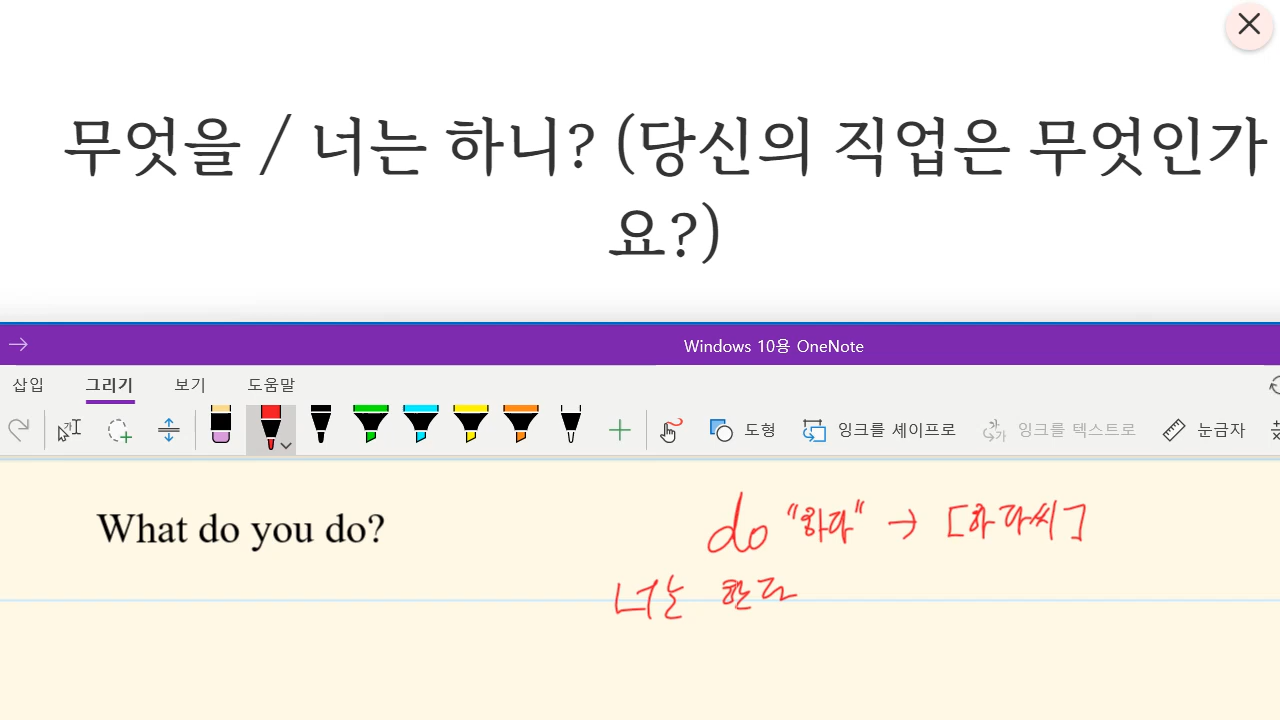 무엇을 / 너는 하니? (당신의 직업은 무엇인가
요?)
Windows 10용 OneNote
삽입 그리기 보기 도움말
도형 잉크를 셰이프로 잉크를 텍스트로 눈금자
What do you do? do "하다" → [하다씨]
너는 한다